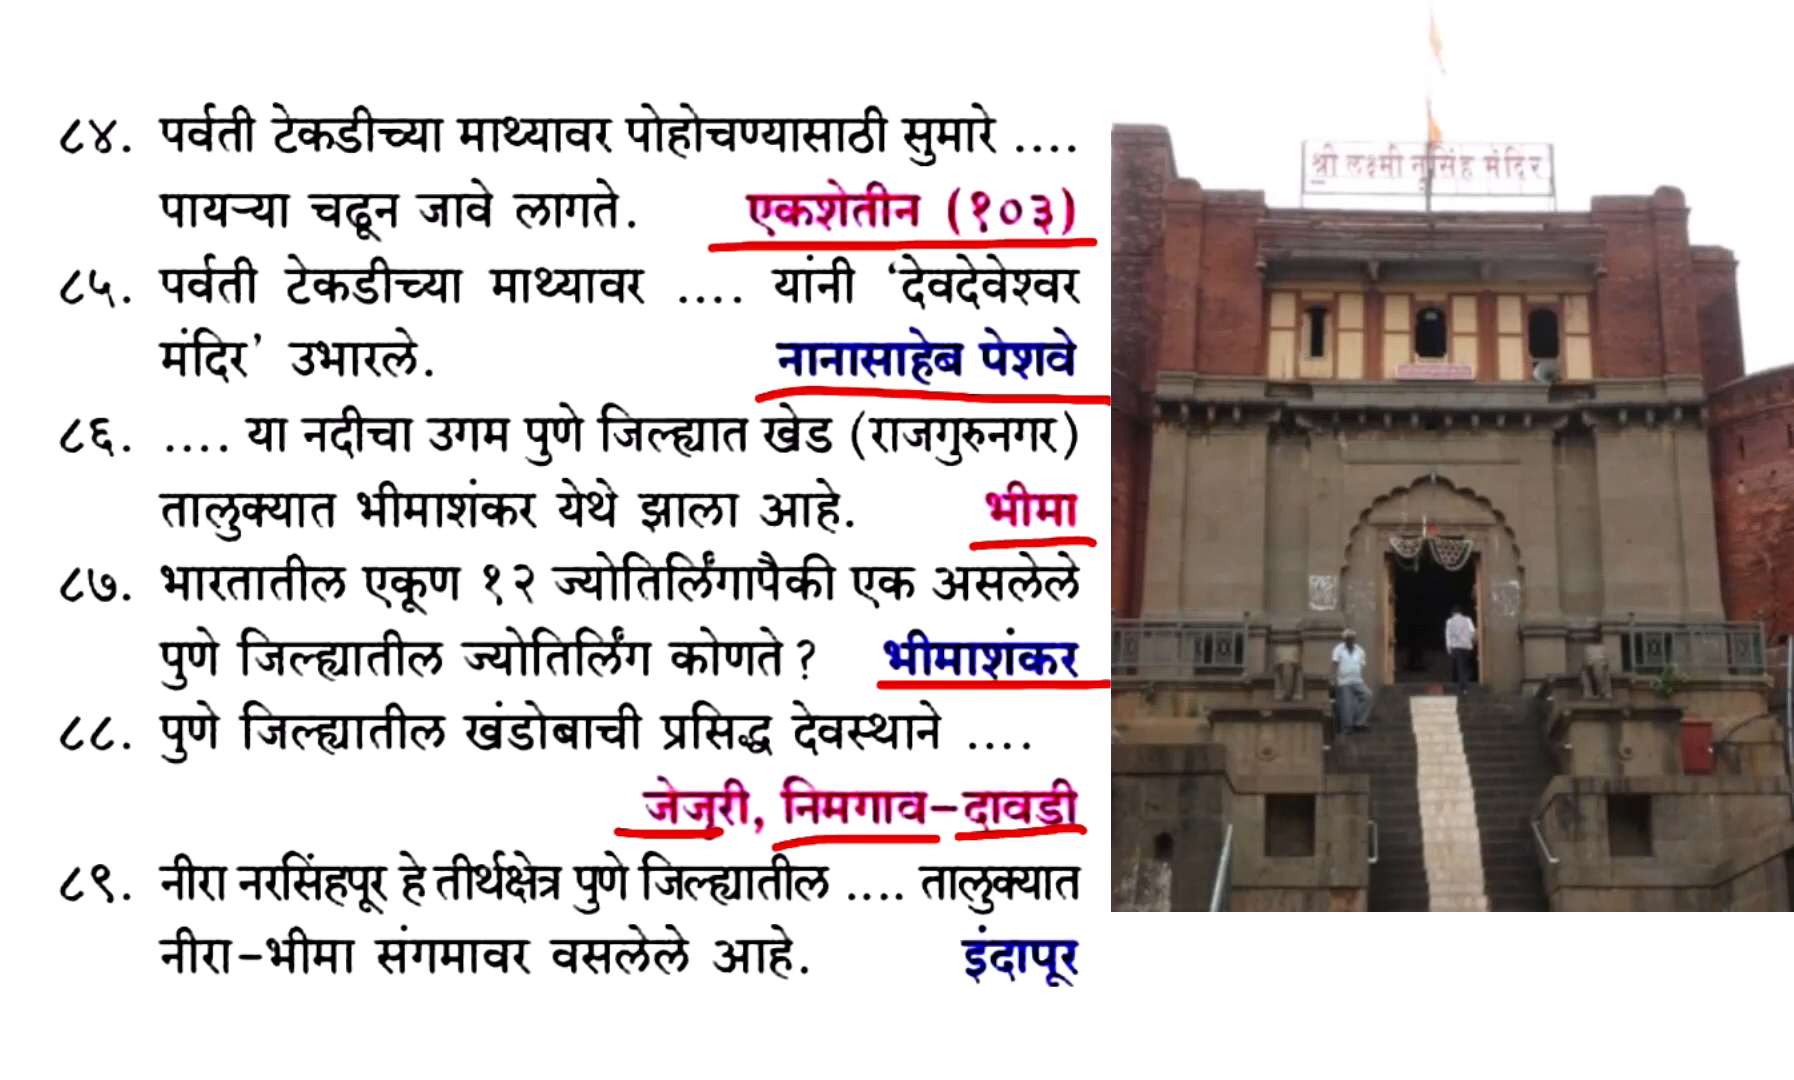 ८४. पर्वती टेकडीच्या माथ्यावर पोहोचण्यासाठी सुमारे ....
पायऱ्या चढून जावे लागते. एकशेतीन (१०३)
८५. पर्वती टेकडीच्या माथ्यावर .... यांनी ‘देवदेवेश्वर
मंदिर’ उभारले. नानासाहेब पेशवे
८६. .... या नदीचा उगम पुणे जिल्ह्यात खेड (राजगुरुनगर)
तालुक्यात भीमाशंकर येथे झाला आहे. भीमा
८७. भारतातील एकूण १२ ज्योतिर्लिंगापैकी एक असलेले
पुणे जिल्ह्यातील ज्योतिर्लिंग कोणते? भीमाशंकर
८८. पुणे जिल्ह्यातील खंडोबाची प्रसिद्ध देवस्थाने ....
जेजुरी, निमगाव-दावडी
८९. नीरा नरसिंहपूर हे तीर्थक्षेत्र पुणे जिल्ह्यातील .... तालुक्यात
नीरा-भीमा संगमावर वसलेले आहे. इंदापूर
श्री लक्ष्मी नृसिंह मंदिर